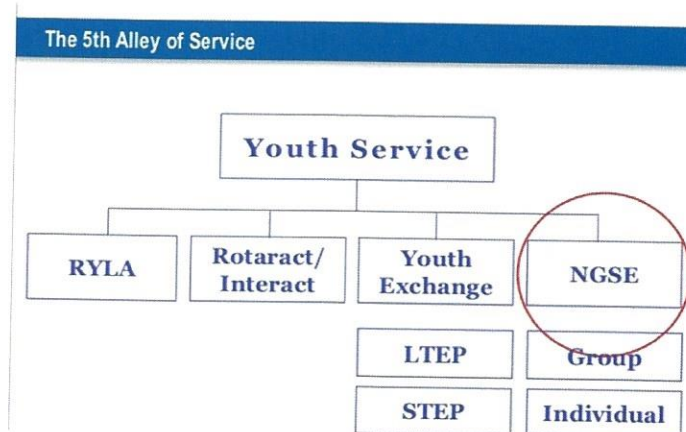 The 5th Alley of Service
Youth Service
RYLA
Rotaract/
Interact
Youth
Exchange
NGSE
LTEP
Group
STEP
Individual